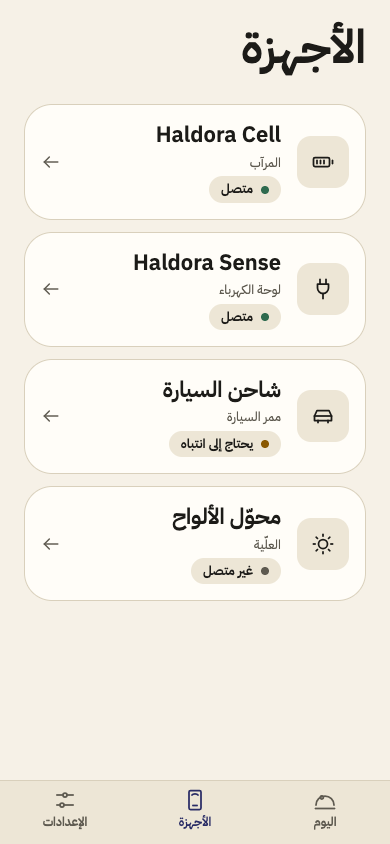 الأجهزة
Haldora Cell
المرآب
متصل
Haldora Sense
لوحة الكهرباء
متصل
شاحن السيارة
ممر السيارة
يحتاج إلى انتباه
محوّل الألواح
العلّية
غير متصل
اليوم
الأجهزة
الإعدادات